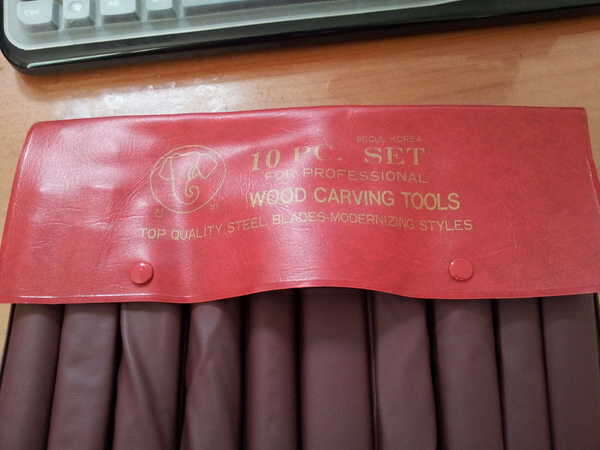 SEOUL KOREA
10 PC. SET
FOR PROFESSIONAL
WOOD CARVING TOOLS
TOP QUALITY STEEL BLADES-MODERNIZING STYLES